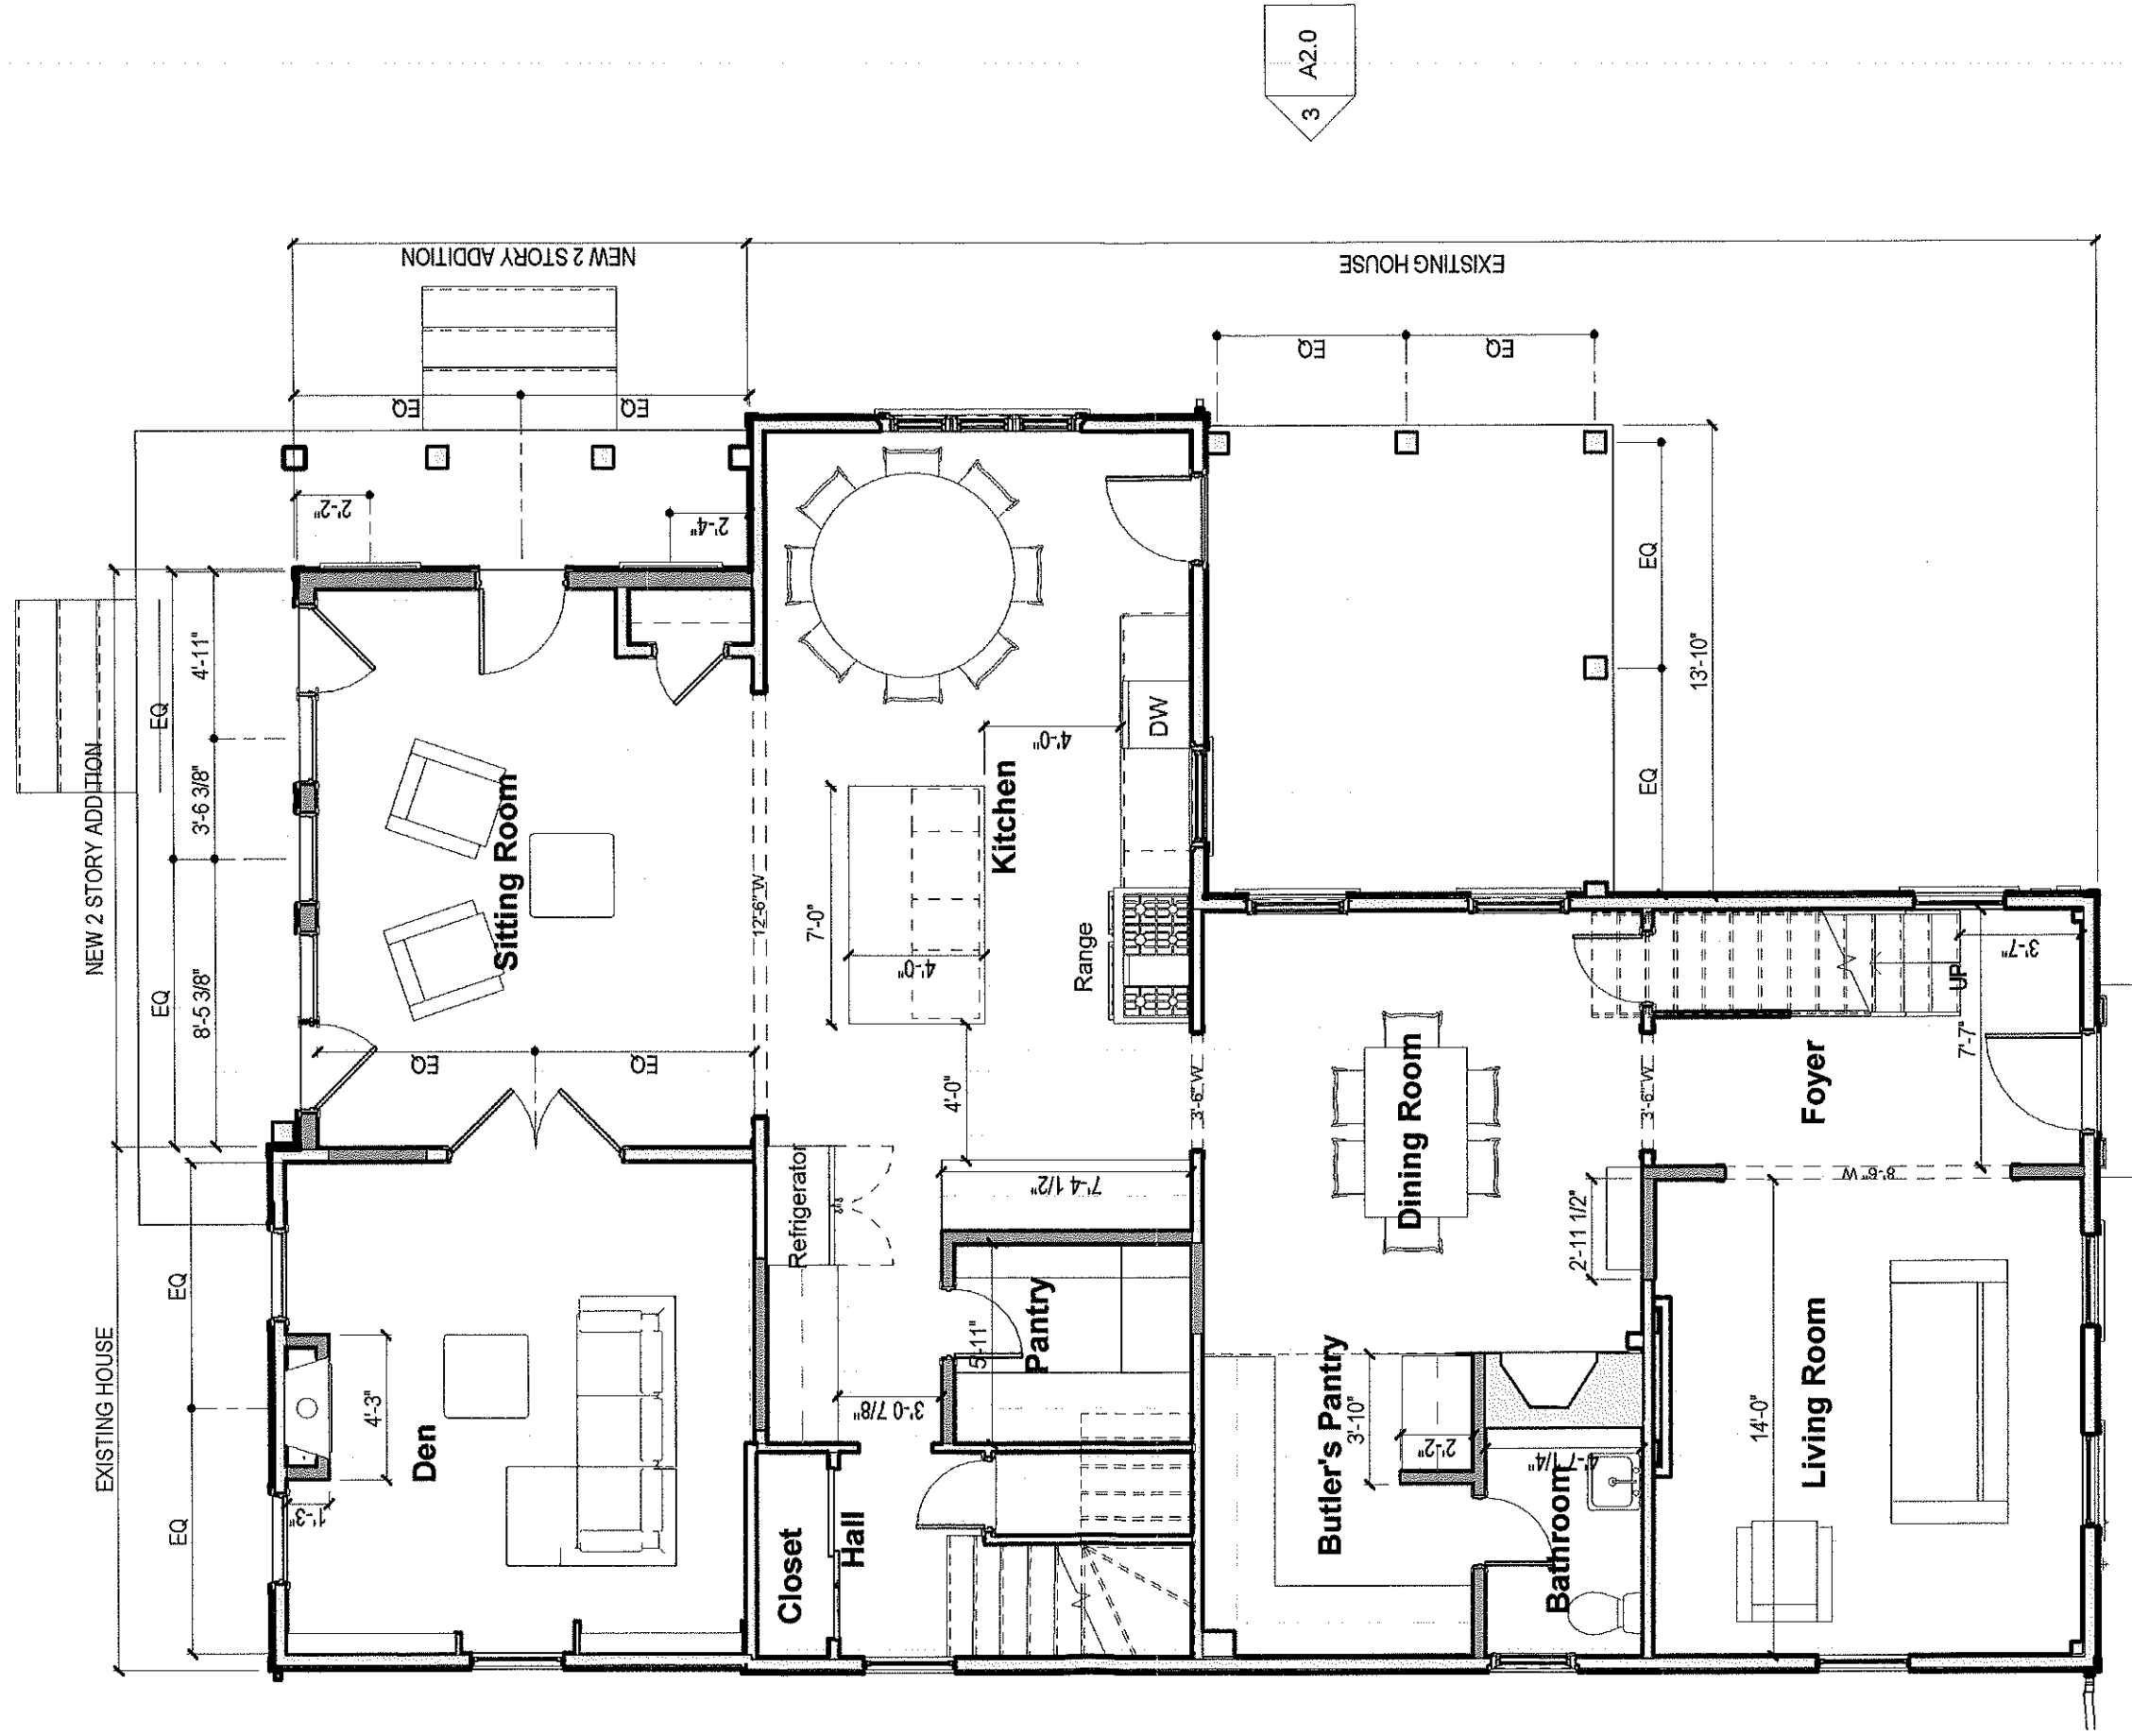 A2.0
3
NEW 2 STORY ADDITION
EXISTING HOUSE
EQ
EQ
EQ
EQ
2'-2"
2'-4"
NEW 2 STORY ADDITION
EQ
EQ
4'-11"
3'-6 3/8"
8'-5 3/8"
Sitting Room
EQ
EQ
12'-6" W
7'-0"
4'-0"
4'-0"
Kitchen
DW
Range
4'-0"
EQ
EQ
13'-10"
EXISTING HOUSE
EQ
EQ
4'-3"
1'-3"
Den
Refrigerator
7'-4 1/2"
5'-11"
Pantry
3'-0 7/8"
Closet
Hall
3'-6" W
Dining Room
3'-6" W
2'-11 1/2"
Butler's Pantry
3'-10"
2'-2"
4'-7 1/4"
Bathroom
UP
3'-7"
7'-7"
Foyer
8'-6" W
14'-0"
Living Room